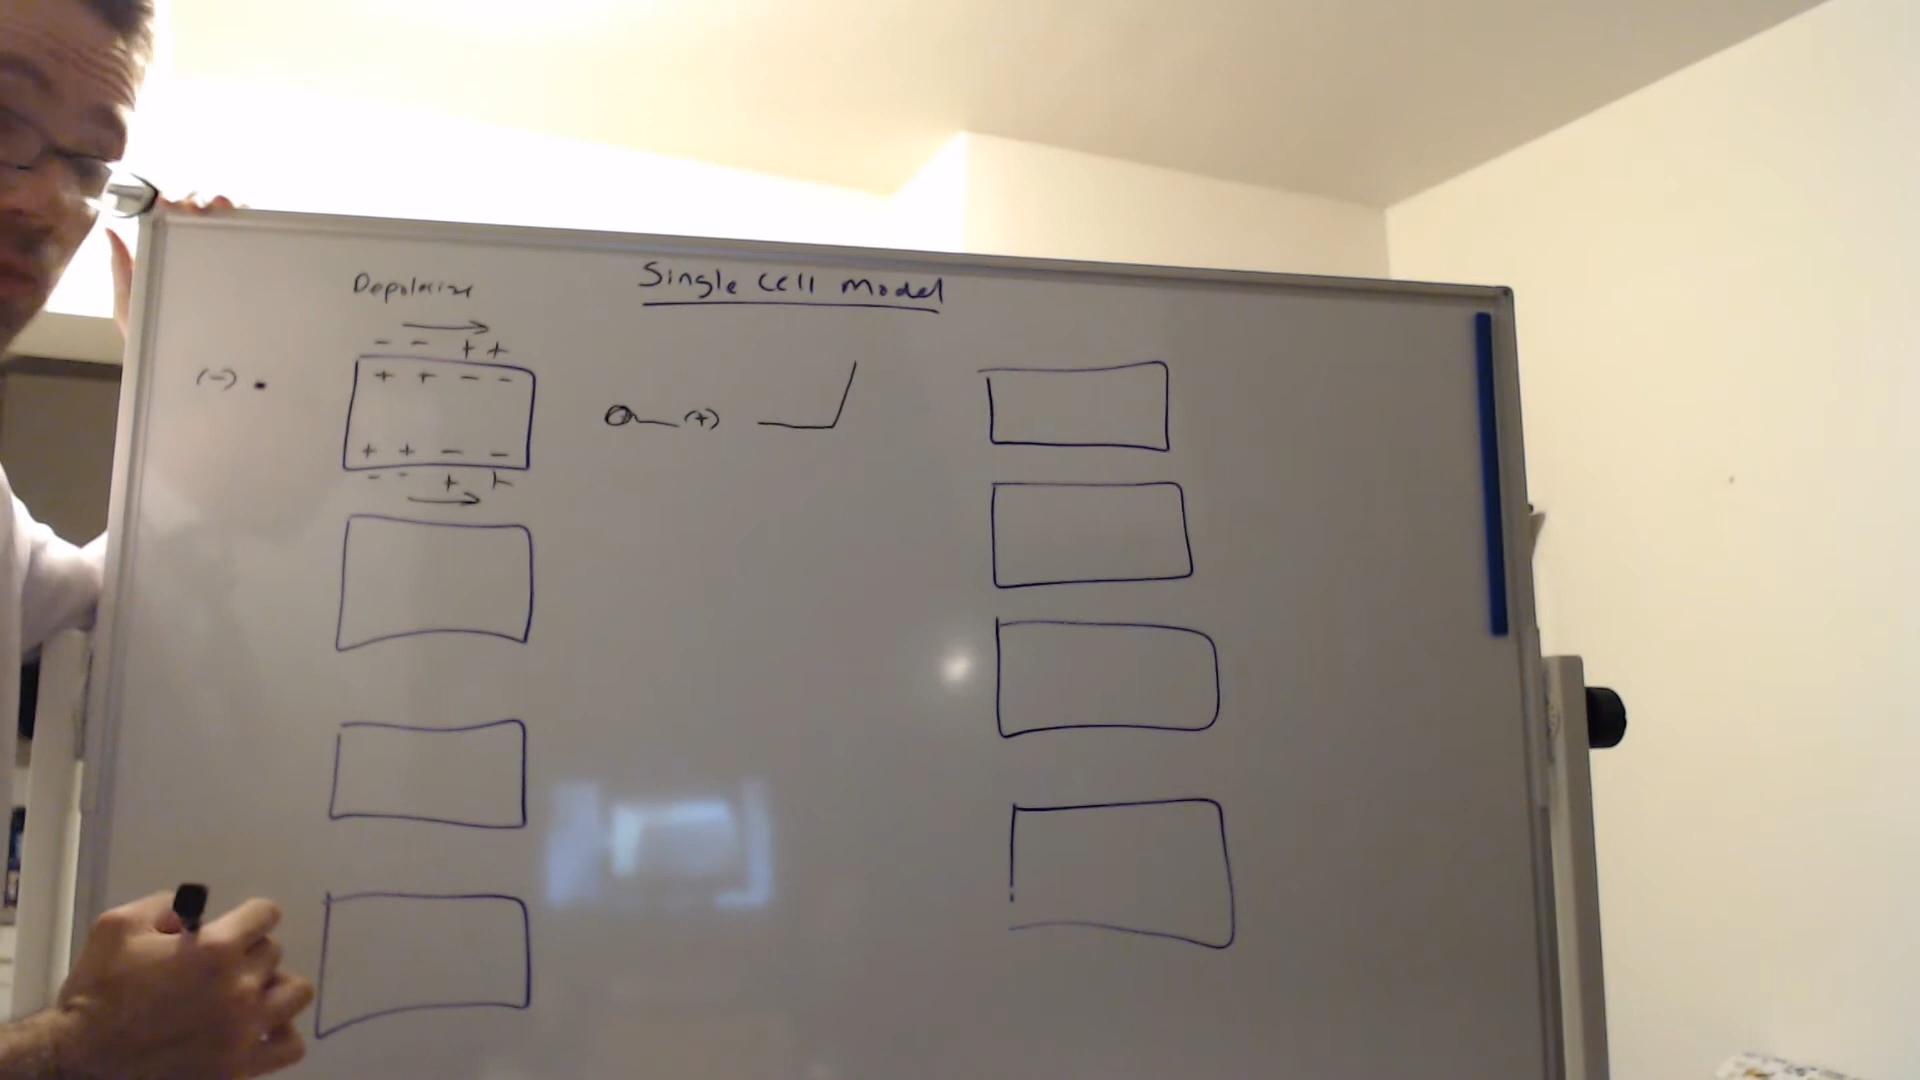 Single Cell Model
Depolarize
- - + +
(-) •
+ + - -
(+)
+ + - -
- - + +